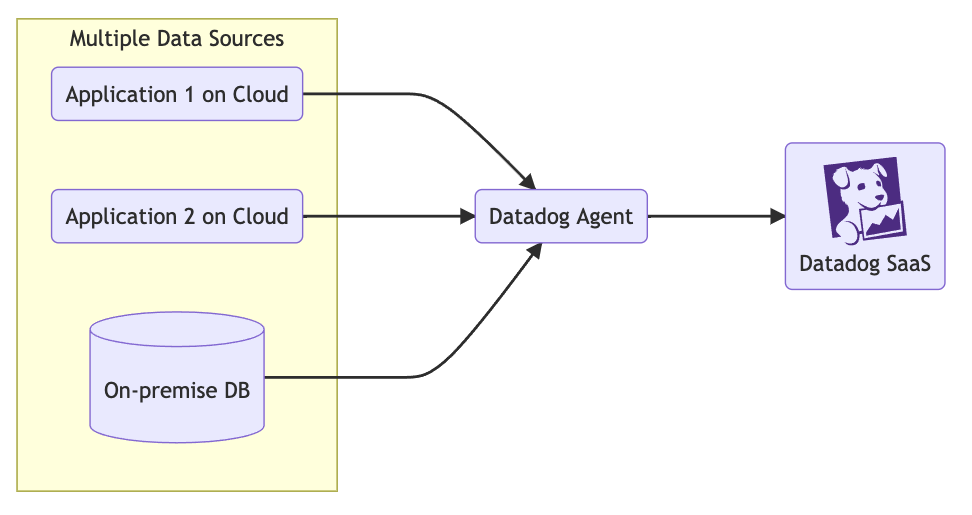 Multiple Data Sources
Application 1 on Cloud
Application 2 on Cloud
On-premise DB
Datadog Agent
Datadog SaaS